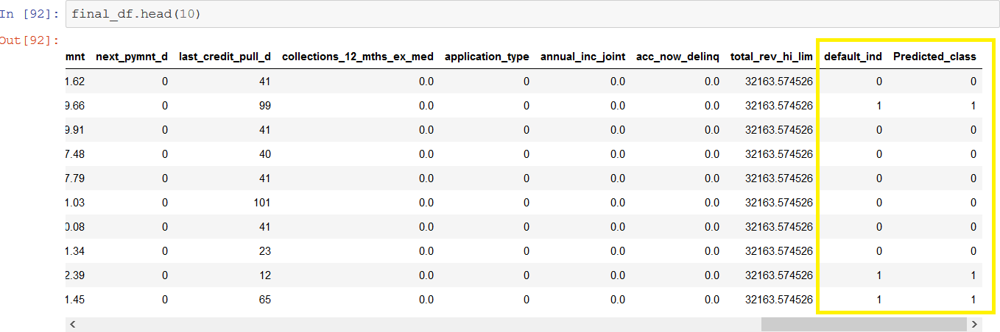 In [92]: final_df.head(10)
Out[92]:
mnt next_pymnt_d last_credit_pull_d collections_12_mths_ex_med application_type annual_inc_joint acc_now_delinq total_rev_hi_lim default_ind Predicted_class
1.62 0 41 0.0 0 0.0 0.0 32163.574526 0 0
9.66 0 99 0.0 0 0.0 0.0 32163.574526 1 1
9.91 0 41 0.0 0 0.0 0.0 32163.574526 0 0
7.48 0 40 0.0 0 0.0 0.0 32163.574526 0 0
7.79 0 41 0.0 0 0.0 0.0 32163.574526 0 0
1.03 0 101 0.0 0 0.0 0.0 32163.574526 0 0
0.08 0 41 0.0 0 0.0 0.0 32163.574526 0 0
1.34 0 23 0.0 0 0.0 0.0 32163.574526 0 0
2.39 0 12 0.0 0 0.0 0.0 32163.574526 1 1
1.45 0 65 0.0 0 0.0 0.0 32163.574526 1 1